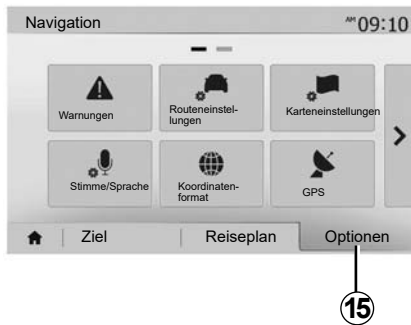 Navigation
AM 09:10
Warnungen
Routeneinstel-
lungen
Karteneinstellungen
Stimme/Sprache
Koordinaten-
format
GPS
Ziel
Reiseplan
Optionen
15